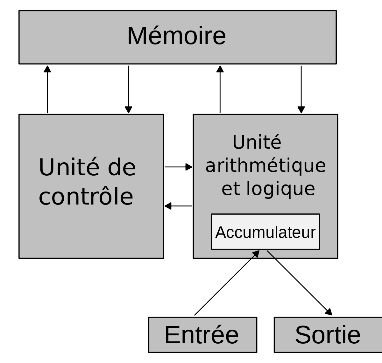 Mémoire
Unité de
contrôle
Unité
arithmétique
et logique
Accumulateur
Entrée
Sortie